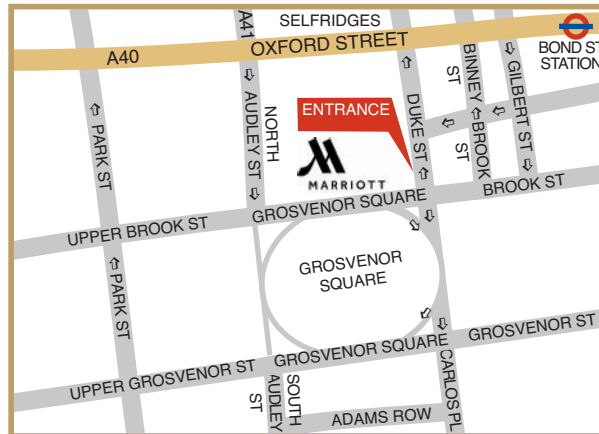 SELFRIDGES
A41
A40
OXFORD STREET
BOND ST
STATION
BINNEY
ST
GILBERT ST
DUKE ST
ENTRANCE
NORTH
AUDLEY ST
PARK ST
MARRIOTT
BROOK
ST
BROOK ST
GROSVENOR SQUARE
UPPER BROOK ST
GROSVENOR
SQUARE
PARK ST
GROSVENOR ST
GROSVENOR SQUARE
UPPER GROSVENOR ST
SOUTH
AUDLEY
ST
CARLOS PL
ADAMS ROW